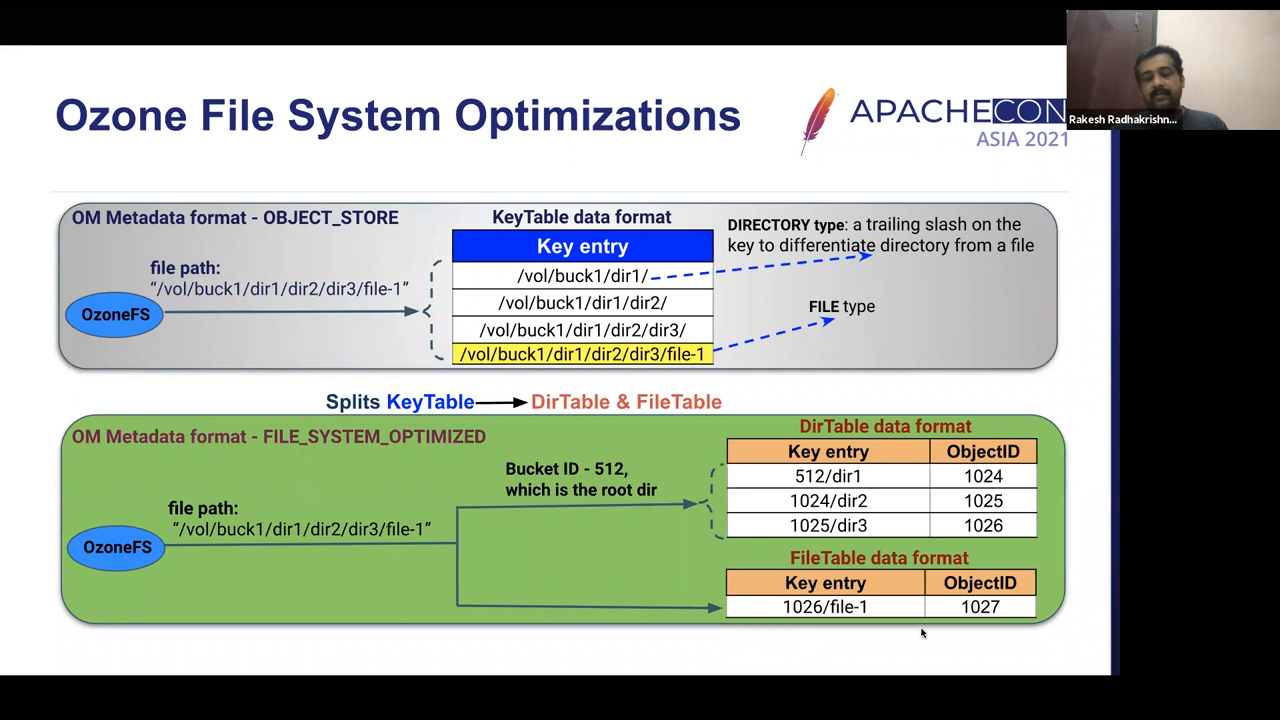 Ozone File System Optimizations
APACHECON
ASIA 2021
Rakesh Radhakrishn...
OM Metadata format - OBJECT_STORE
KeyTable data format
Key entry
/vol/buck1/dir1/
/vol/buck1/dir1/dir2/
/vol/buck1/dir1/dir2/dir3/
/vol/buck1/dir1/dir2/dir3/file-1
DIRECTORY type: a trailing slash on the
key to differentiate directory from a file
FILE type
file path:
“/vol/buck1/dir1/dir2/dir3/file-1”
OzoneFS
Splits KeyTable DirTable & FileTable
OM Metadata format - FILE_SYSTEM_OPTIMIZED
file path:
“/vol/buck1/dir1/dir2/dir3/file-1”
OzoneFS
Bucket ID - 512,
which is the root dir
DirTable data format
Key entry ObjectID
512/dir1 1024
1024/dir2 1025
1025/dir3 1026
FileTable data format
Key entry ObjectID
1026/file-1 1027